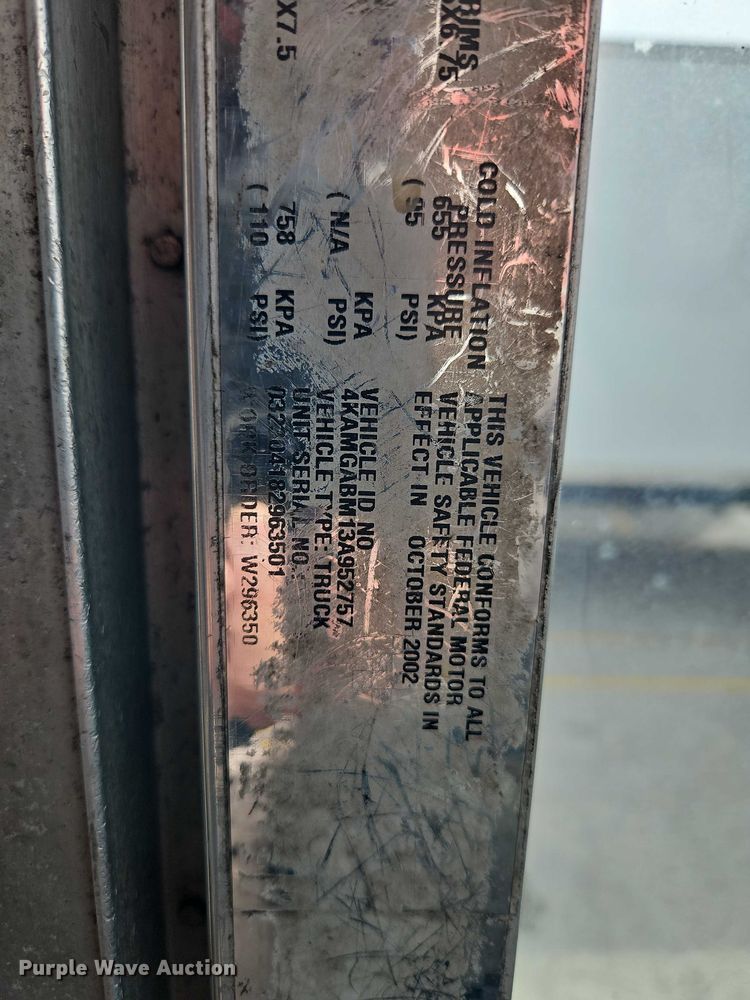 RIMS
X6.75
X7.5
COLD INFLATION
PRESSURE
655 KPA
(95 PSI)
KPA
(N/A PSI)
758 KPA
(110 PSI)
THIS VEHICLE CONFORMS TO ALL
APPLICABLE FEDERAL MOTOR
VEHICLE SAFETY STANDARDS IN
EFFECT IN OCTOBER 2002
VEHICLE ID NO
4KAMGABM13A952757
VEHICLE TYPE: TRUCK
UNIT SERIAL NO.:
WORK ORDER: W296350
Purple Wave Auction